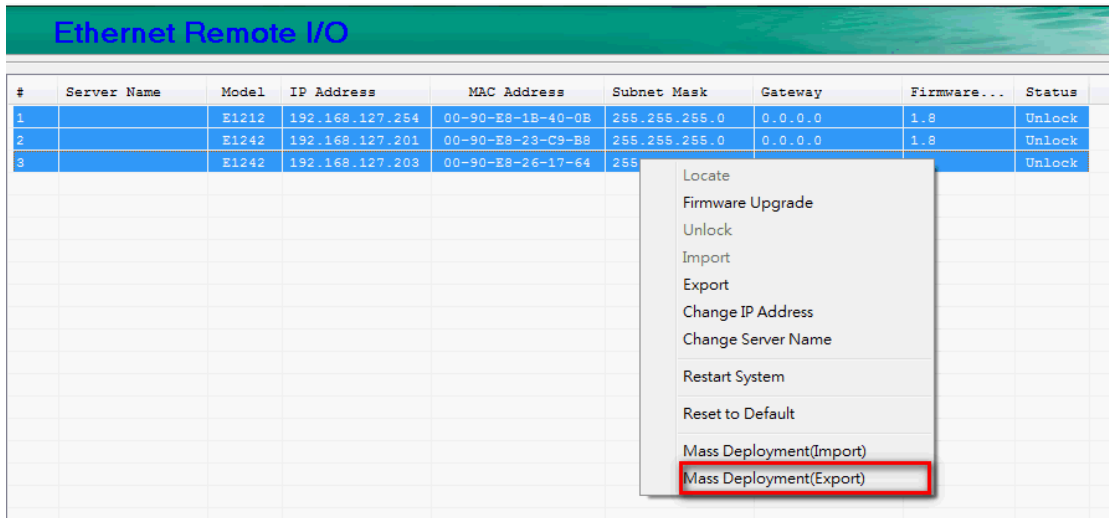 Ethernet Remote I/O
# Server Name Model IP Address MAC Address Subnet Mask Gateway Firmware... Status
1 E1212 192.168.127.254 00-90-E8-1B-40-0B 255.255.255.0 0.0.0.0 1.8 Unlock
2 E1242 192.168.127.201 00-90-E8-23-C9-B8 255.255.255.0 0.0.0.0 1.8 Unlock
3 E1242 192.168.127.203 00-90-E8-26-17-64 255 Unlock
Locate
Firmware Upgrade
Unlock
Import
Export
Change IP Address
Change Server Name
Restart System
Reset to Default
Mass Deployment(Import)
Mass Deployment(Export)